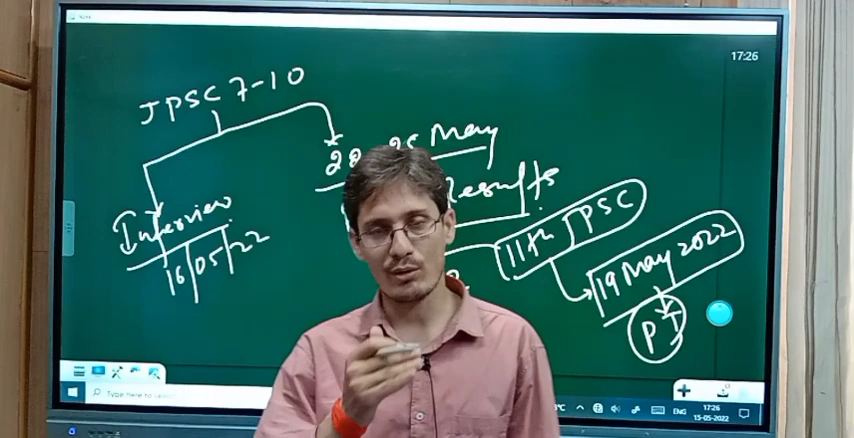 17:26
JPSC 7-10
May
Results
Interview
16/05/22
11th JPSC
19 May 2022
PT
Type here to search
ENG
17:26
15-05-2022